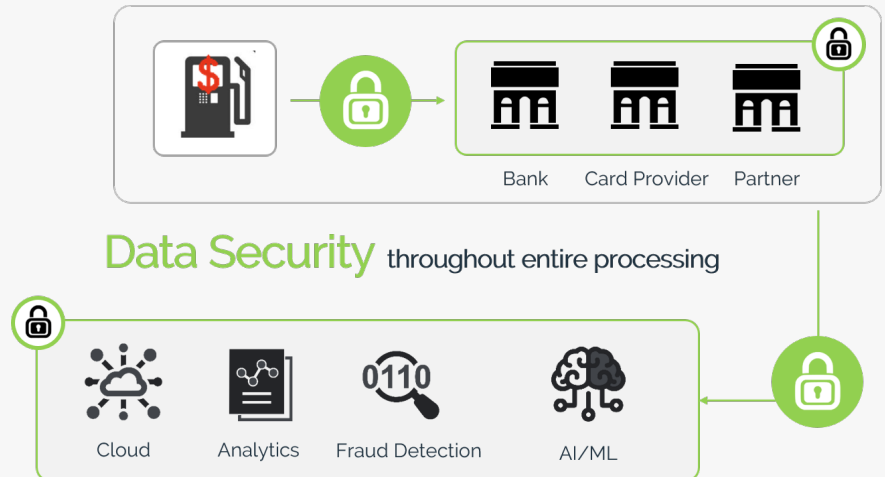 $
Bank
Card Provider
Partner
Data Security throughout entire processing
0110
Cloud
Analytics
Fraud Detection
AI/ML